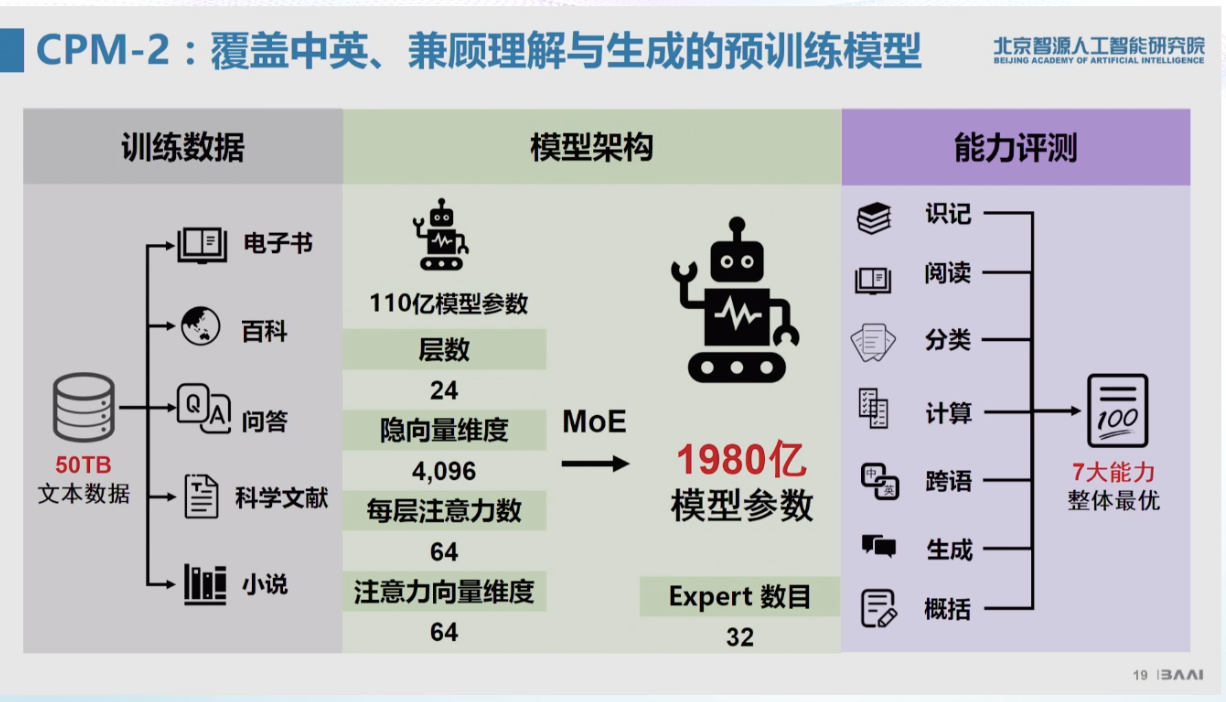 CPM-2：覆盖中英、兼顾理解与生成的预训练模型
北京智源人工智能研究院
BEIJING ACADEMY OF ARTIFICIAL INTELLIGENCE
训练数据
50TB
文本数据
电子书
百科
Q A
问答
T
科学文献
小说
模型架构
110亿模型参数
层数
24
隐向量维度
4,096
每层注意力数
64
注意力向量维度
64
MoE
1980亿
模型参数
Expert 数目
32
能力评测
识记
阅读
分类
计算
中 英
跨语
生成
概括
100
7大能力
整体最优
19 BAAI